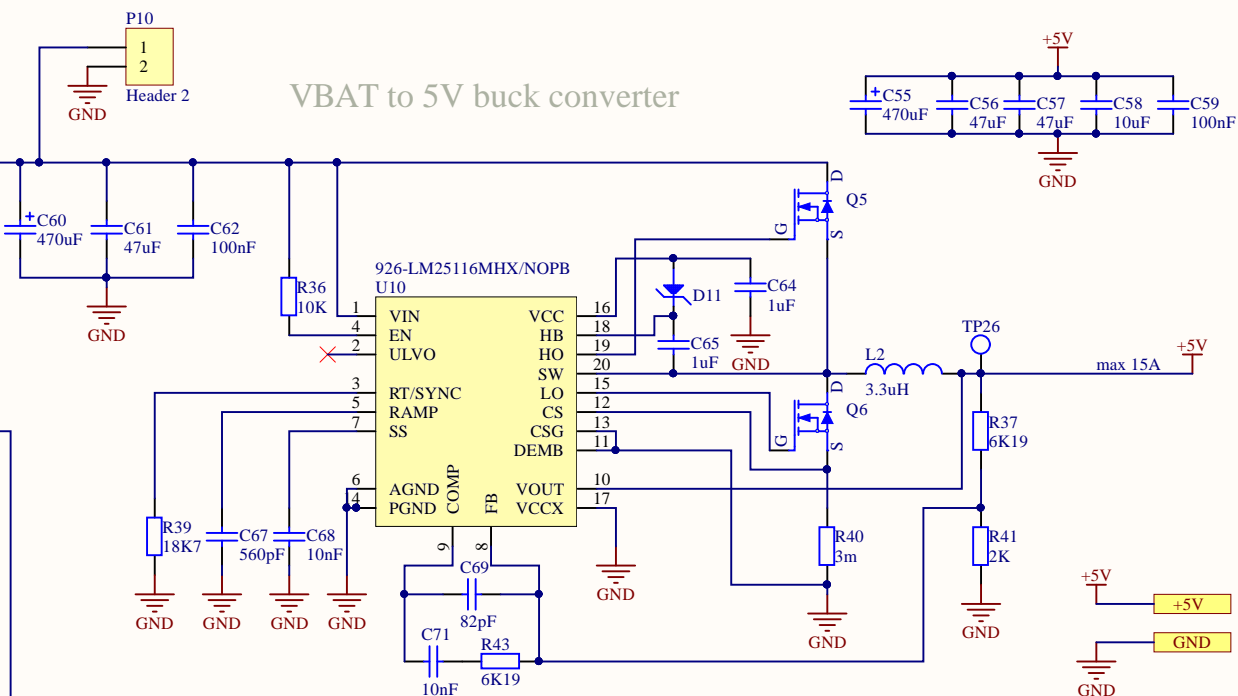 P10
1
2
Header 2
GND
VBAT to 5V buck converter
+5V
C55
470uF
C56
47uF
C57
47uF
C58
10uF
C59
100nF
GND
C60
470uF
C61
47uF
C62
100nF
GND
R36
10K
926-LM25116MHX/NOPB
U10
1 VIN
4 EN
2 ULVO
3 RT/SYNC
5 RAMP
7 SS
6 AGND
4 PGND
COMP 9
FB 8
VCC 16
HB 18
HO 19
SW 20
LO 15
CS 12
CSG 13
DEMB 11
VOUT 10
VCCX 17
D11
C64
1uF
GND
C65
1uF
D
Q5
G
S
L2
3.3uH
TP26
max 15A
+5V
D
Q6
G
S
R37
6K19
R39
18K7
GND
C67
560pF
GND
C68
10nF
GND
GND
C69
82pF
C71
10nF
R43
6K19
GND
R40
3m
GND
R41
2K
GND
+5V
+5V
GND
GND